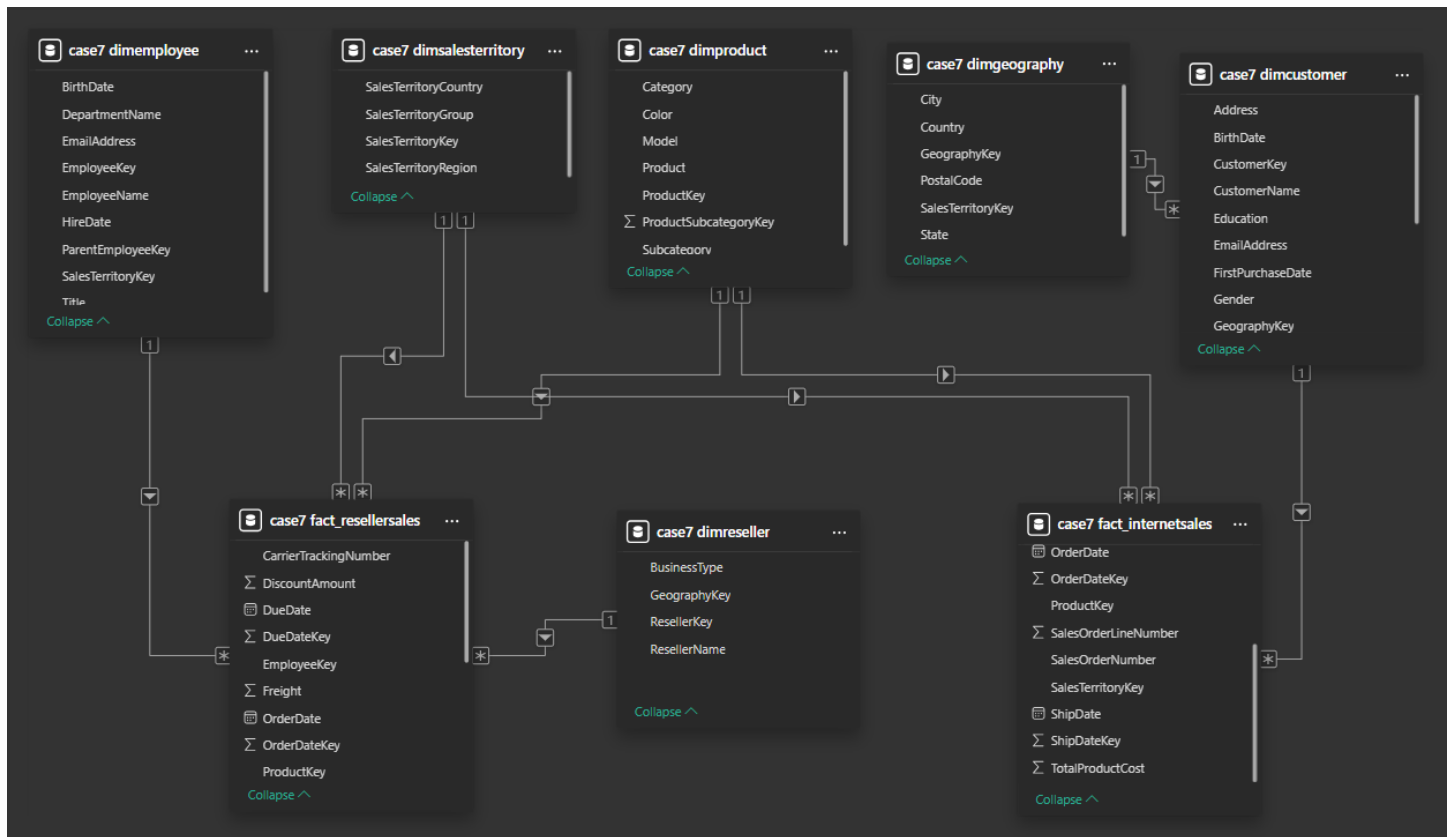 case7 dimemployee ...
BirthDate
DepartmentName
EmailAddress
EmployeeKey
EmployeeName
HireDate
ParentEmployeeKey
SalesTerritoryKey
Title
Collapse
1
*
case7 dimsalesterritory ...
SalesTerritoryCountry
SalesTerritoryGroup
SalesTerritoryKey
SalesTerritoryRegion
Collapse
1 1
case7 dimproduct ...
Category
Color
Model
Product
ProductKey
Σ ProductSubcategoryKey
Subcategory
Collapse
1 1
case7 dimgeography ...
City
Country
GeographyKey
PostalCode
SalesTerritoryKey
State
Collapse
1
*
case7 dimcustomer ...
Address
BirthDate
CustomerKey
CustomerName
Education
EmailAddress
FirstPurchaseDate
Gender
GeographyKey
Collapse
1
*
* *
case7 fact_resellersales ...
CarrierTrackingNumber
Σ DiscountAmount
DueDate
Σ DueDateKey
EmployeeKey
Σ Freight
OrderDate
Σ OrderDateKey
ProductKey
Collapse
*
1
case7 dimreseller ...
BusinessType
GeographyKey
ResellerKey
ResellerName
Collapse
* *
case7 fact_internetsales ...
OrderDate
Σ OrderDateKey
ProductKey
Σ SalesOrderLineNumber
SalesOrderNumber
SalesTerritoryKey
ShipDate
Σ ShipDateKey
Σ TotalProductCost
Collapse